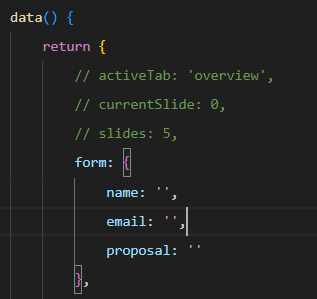 data() {
return {
// activeTab: 'overview',
// currentSlide: 0,
// slides: 5,
form: {
name: '',
email: '',
proposal: ''
},